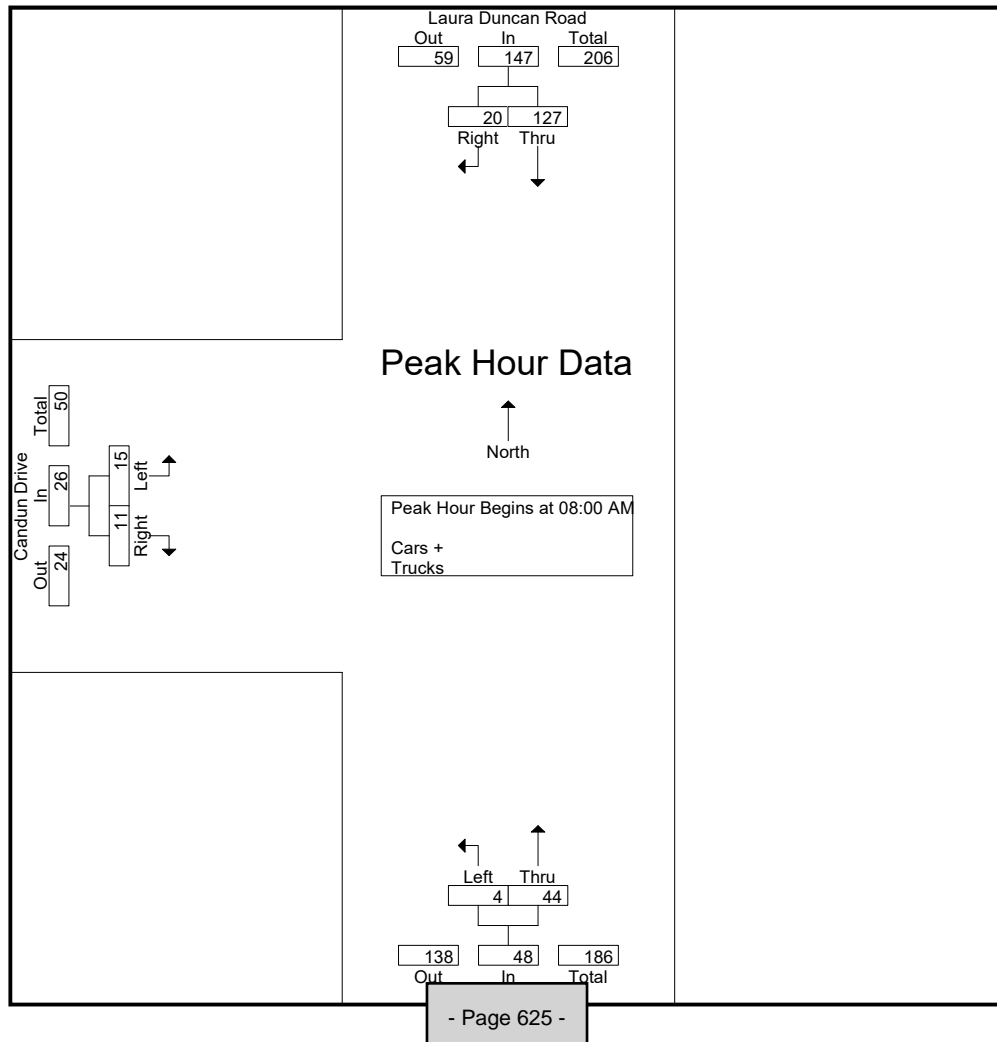 Laura Duncan Road
Out In Total
59 147 206
20 127
Right Thru
Peak Hour Data
North
Peak Hour Begins at 08:00 AM
Cars +
Trucks
Candun Drive
Out In Total
24 26 50
11 15
Right Left
Left Thru
4 44
138 48 186
Out In Total
- Page 625 -